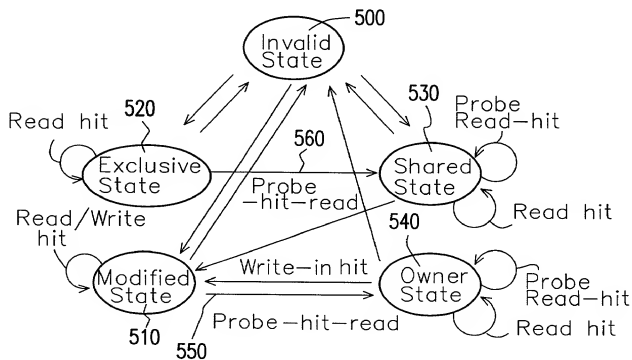 500
Invalid
State
520
530
Probe
Read-hit
Read hit
560
Exclusive
State
Shared
State
Probe
-hit-read
Read hit
Read/Write
hit
540
Modified
State
Write-in hit
Owner
State
Probe
Read-hit
510
550
Probe-hit-read
Read hit